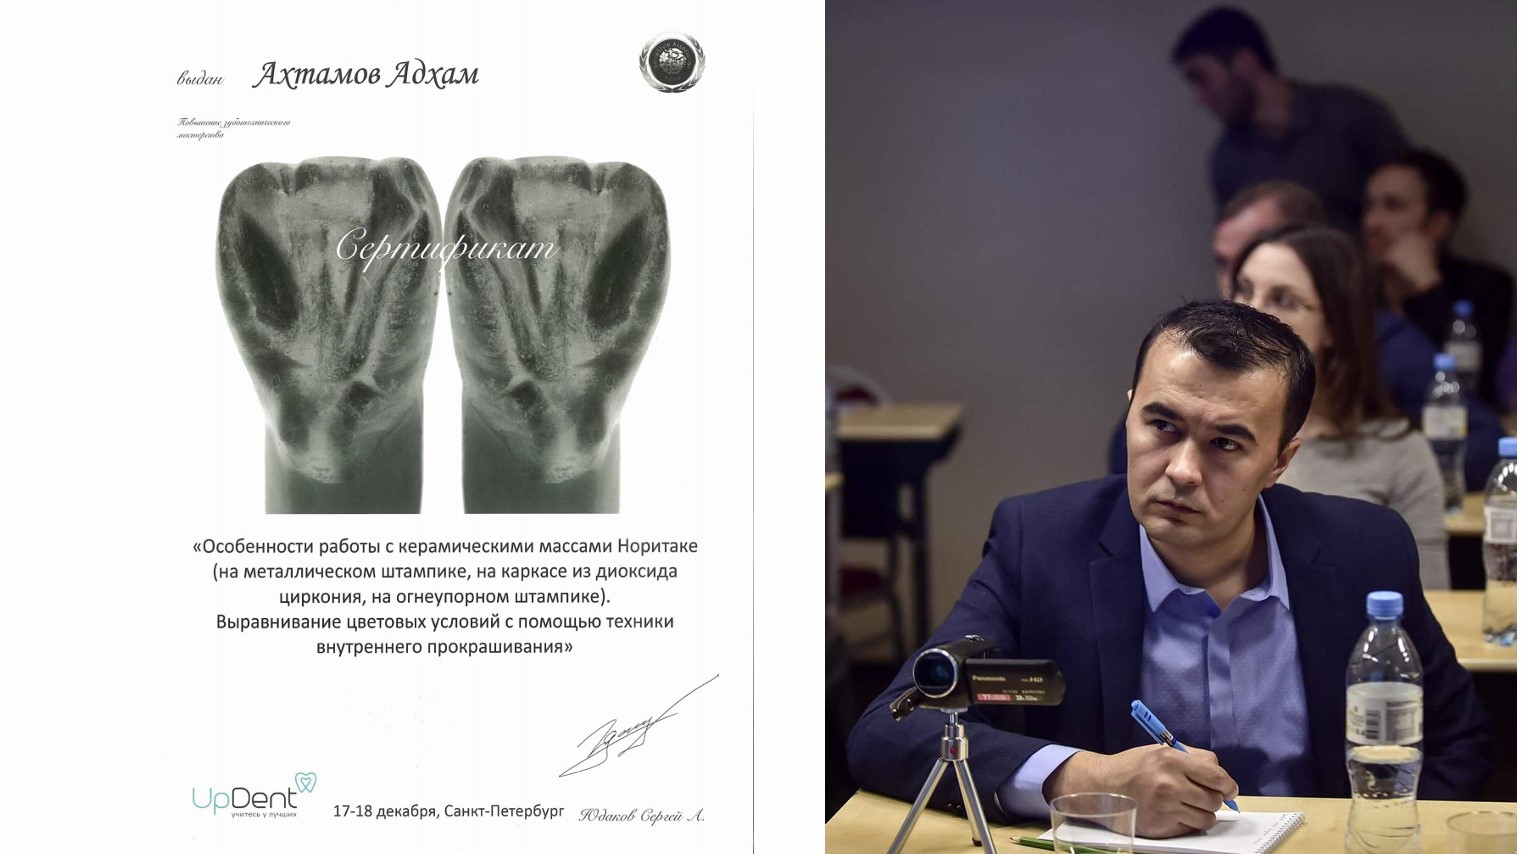 выдан Ахтамов Адхам
Повышение зуботехнического
мастерства
Сертификат
«Особенности работы с керамическими массами Норитаке
(на металлическом штампике, на каркасе из диоксида
циркония, на огнеупорном штампике).
Выравнивание цветовых условий с помощью техники
внутреннего прокрашивания»
UpDent
учитесь у лучших
17-18 декабря, Санкт-Петербург
Юдаков Сергей А.
Panasonic
HD